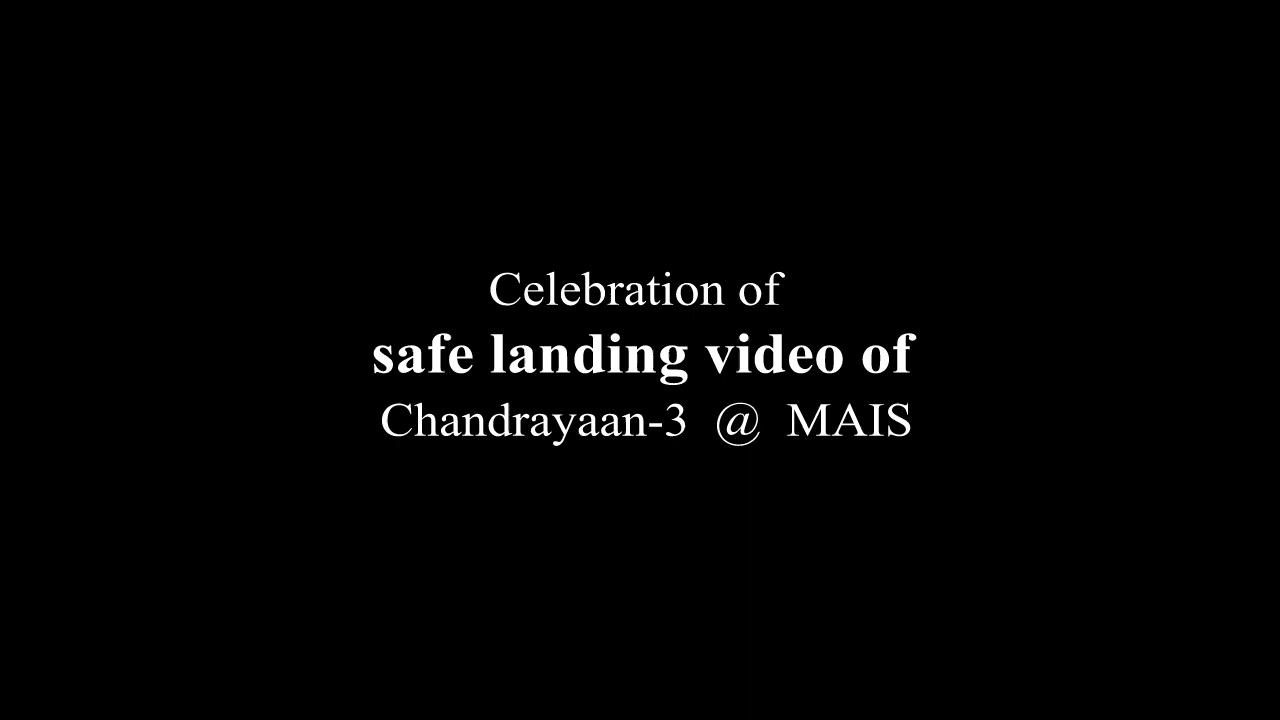 Celebration of
safe landing video of
Chandrayaan-3 @ MAIS